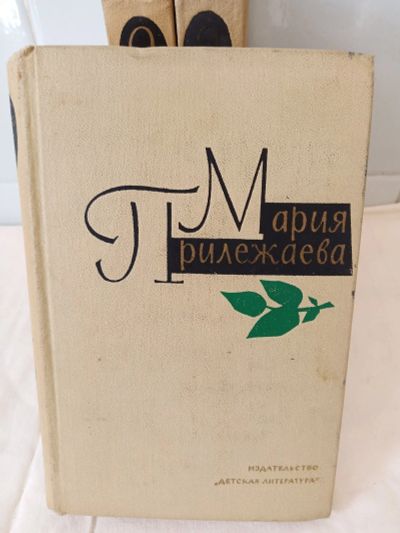 Мария
Прилежаева
ИЗДАТЕЛЬСТВО
„ДЕТСКАЯ ЛИТЕРАТУРА"